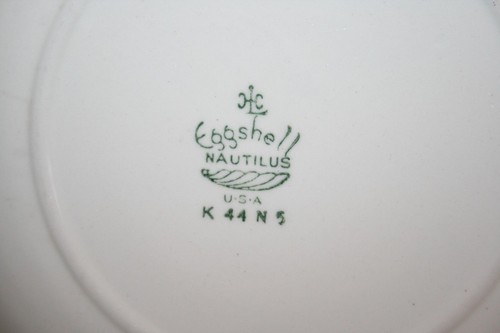 HLC
Eggshell
NAUTILUS
U·S·A
K 44 N 5